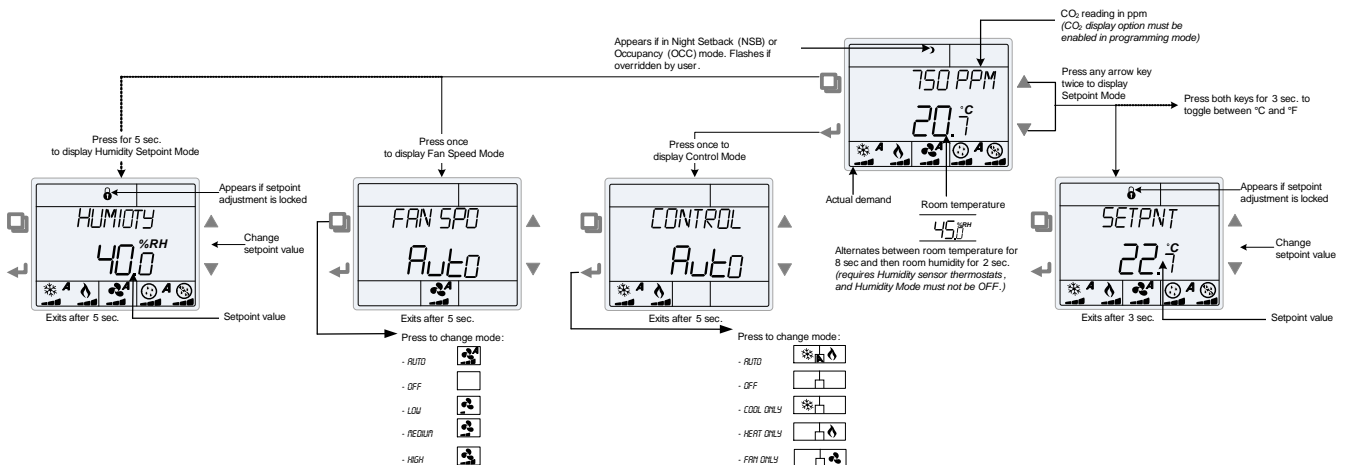 CO₂ reading in ppm
(CO₂ display option must be
enabled in programming mode)
Appears if in Night Setback (NSB) or
Occupancy (OCC) mode. Flashes if
overridden by user.
750 PPM
20.7 °C
A
A
A
Press any arrow key
twice to display
Setpoint Mode
Press both keys for 3 sec. to
toggle between °C and °F
Press for 5 sec.
to display Humidity Setpoint Mode
Press once
to display Fan Speed Mode
Press once to
display Control Mode
Appears if setpoint
adjustment is locked
HUMIDTY
40.0 %RH
A
A
A
Change
setpoint value
Exits after 5 sec.
Setpoint value
FAN SPD
Auto
A
Exits after 5 sec.
Press to change mode:
- AUTO
A
- OFF
- LOW
- MEDIUM
- HIGH
CONTROL
Auto
A
Exits after 5 sec.
Press to change mode:
- AUTO
A
- OFF
- COOL ONLY
- HEAT ONLY
- FAN ONLY
Actual demand
Room temperature
45.0 %RH
Alternates between room temperature for
8 sec and then room humidity for 2 sec.
(requires Humidity sensor thermostats,
and Humidity Mode must not be OFF.)
Appears if setpoint
adjustment is locked
SETPNT
22.7 °C
A
A
A
Change
setpoint value
Exits after 3 sec.
Setpoint value